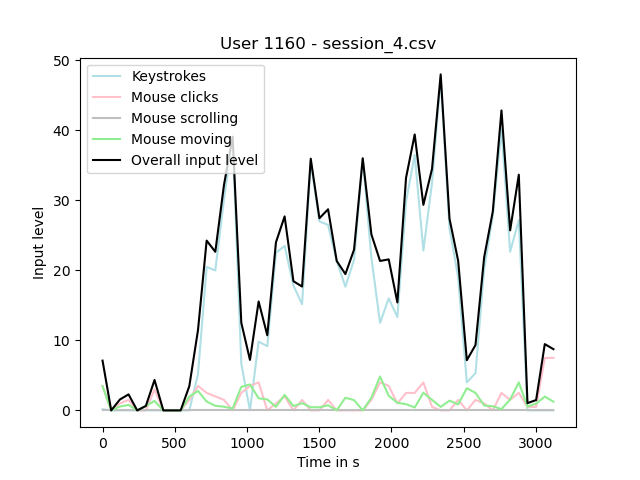 User 1160 - session_4.csv
Keystrokes
Mouse clicks
Mouse scrolling
Mouse moving
Overall input level
50
40
30
20
10
0
Input level
0 500 1000 1500 2000 2500 3000
Time in s